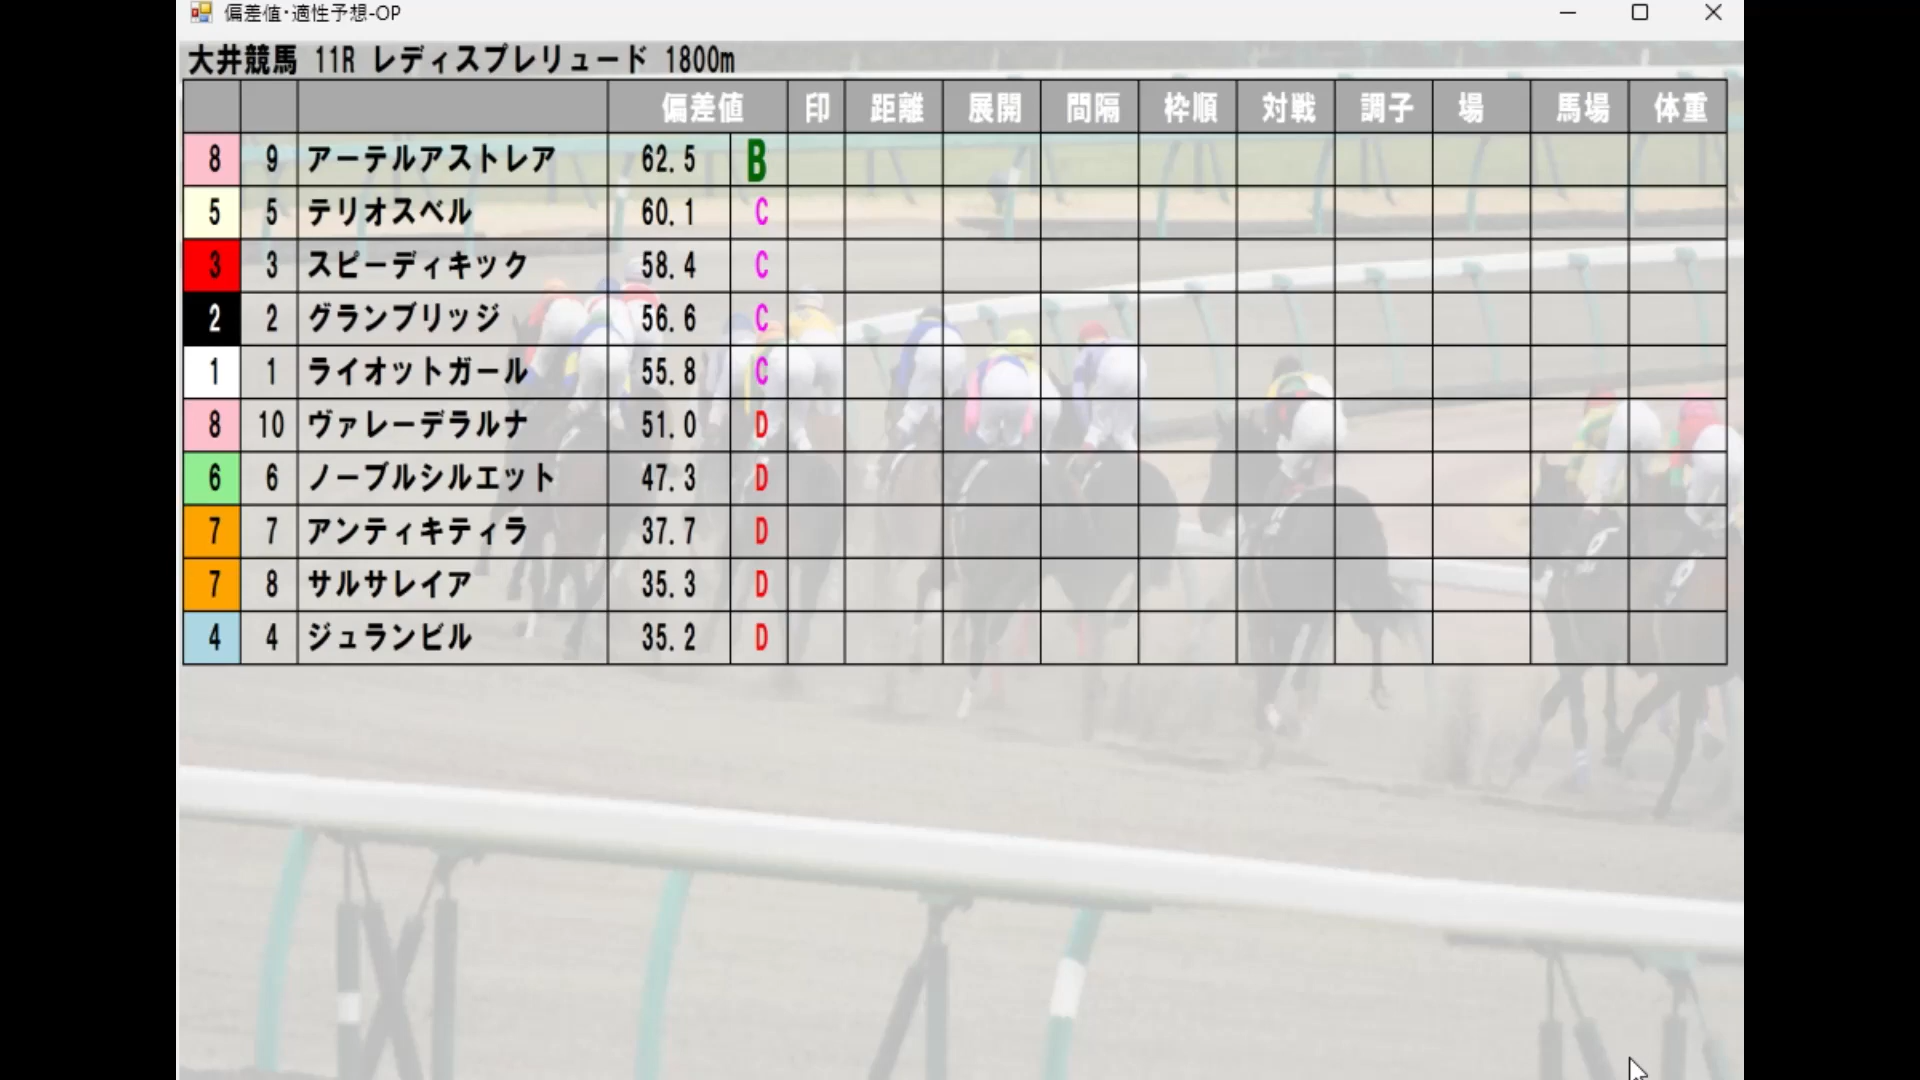 偏差値・適性予想-OP
大井競馬 11R レディスプレリュード 1800m
偏差値 印 距離 展開 間隔 枠順 対戦 調子 場 馬場 体重
8 9 アーテルアストレア 62.5 B
5 5 テリオスベル 60.1 C
3 3 スピーディキック 58.4 C
2 2 グランブリッジ 56.6 C
1 1 ライオットガール 55.8 C
8 10 ヴァレーデラルナ 51.0 D
6 6 ノーブルシルエット 47.3 D
7 7 アンティキティラ 37.7 D
7 8 サルサレイア 35.3 D
4 4 ジュランビル 35.2 D